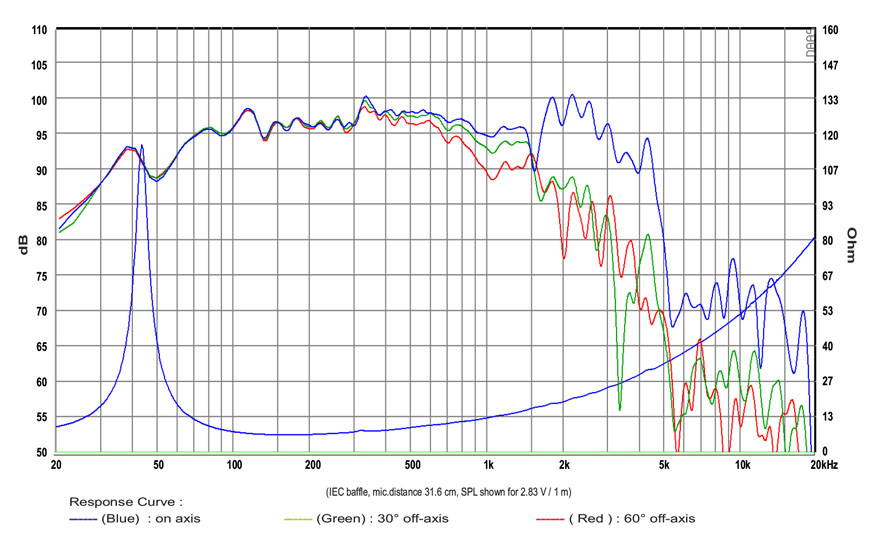 110 160
105 147
100 133
95 120
90 107
85 93
80 80
75 67
70 53
65 40
60 27
55 13
50 0
dB
Ohm
20 50 100 200 500 1k 2k 5k 10k 20kHz
(IEC baffle, mic.distance 31.6 cm, SPL shown for 2.83 V / 1 m)
Response Curve :
(Blue) : on axis (Green) : 30° off-axis ( Red ) : 60° off-axis